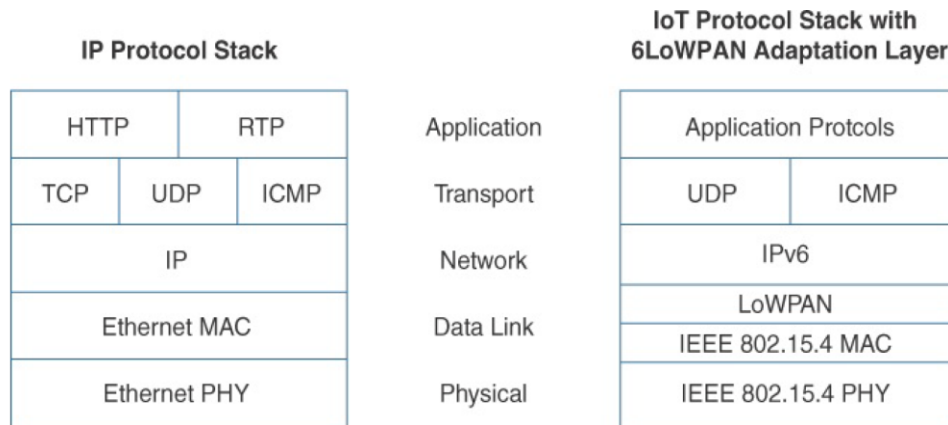 IP Protocol Stack
IoT Protocol Stack with
6LoWPAN Adaptation Layer
HTTP RTP Application Application Protcols
TCP UDP ICMP Transport UDP ICMP
IP Network IPv6
Ethernet MAC Data Link LoWPAN
IEEE 802.15.4 MAC
Ethernet PHY Physical IEEE 802.15.4 PHY